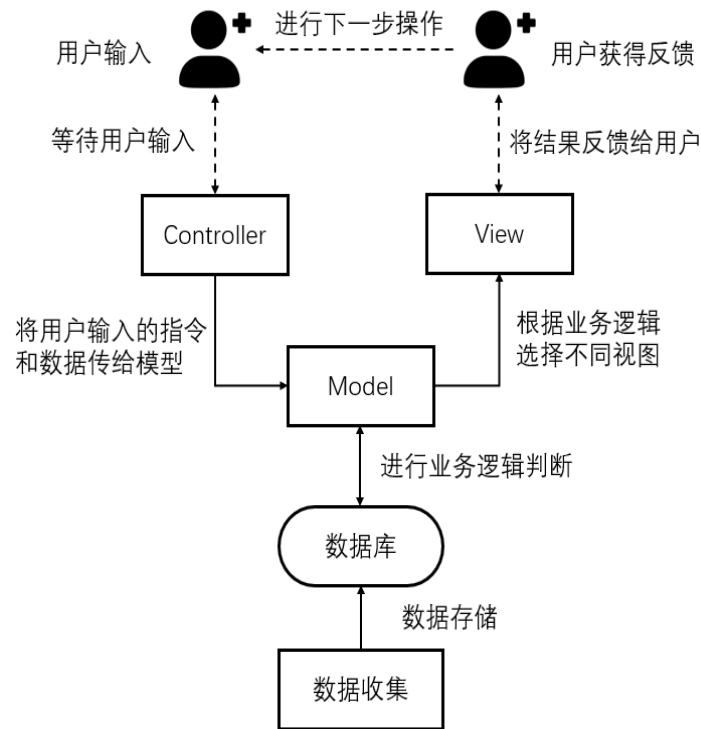 进行下一步操作
用户输入
用户获得反馈
等待用户输入
将结果反馈给用户
Controller
View
将用户输入的指令
和数据传给模型
根据业务逻辑
选择不同视图
Model
进行业务逻辑判断
数据库
数据存储
数据收集